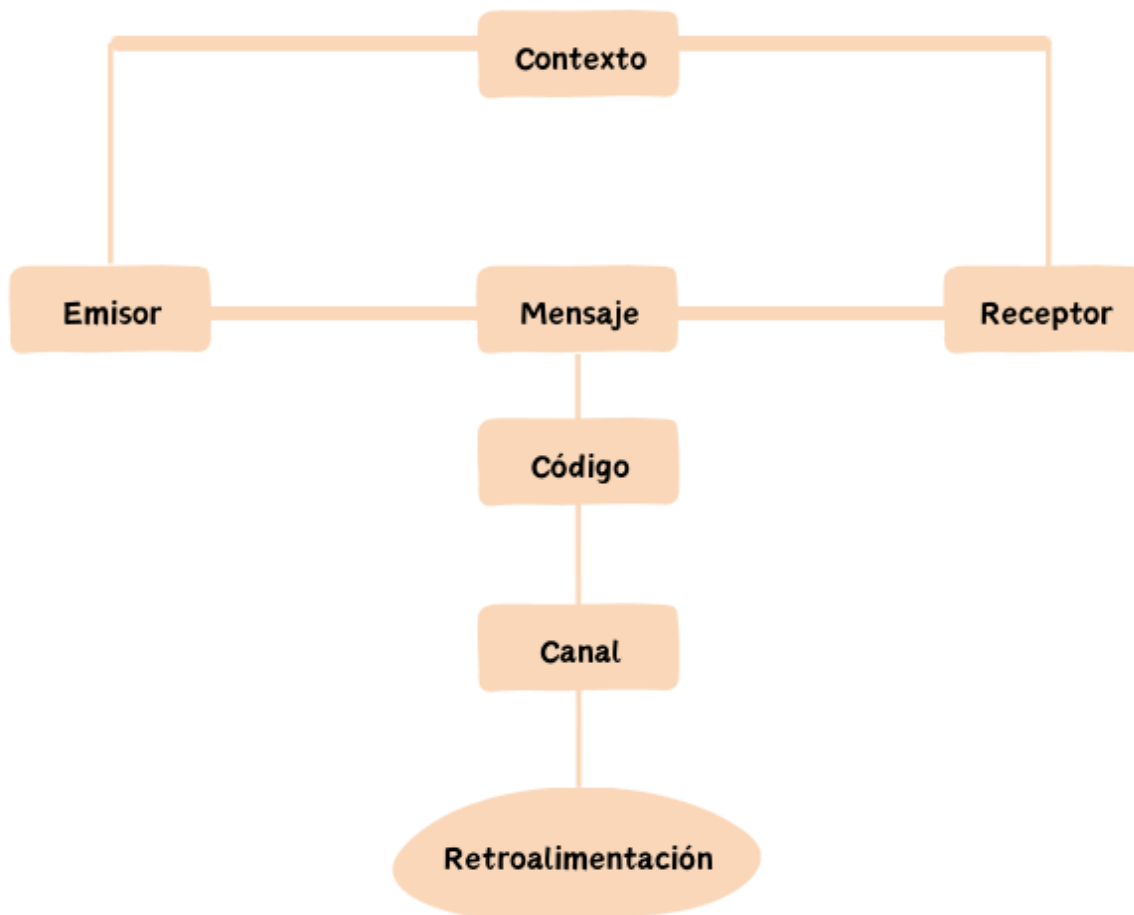 Contexto
Emisor
Mensaje
Receptor
Código
Canal
Retroalimentación